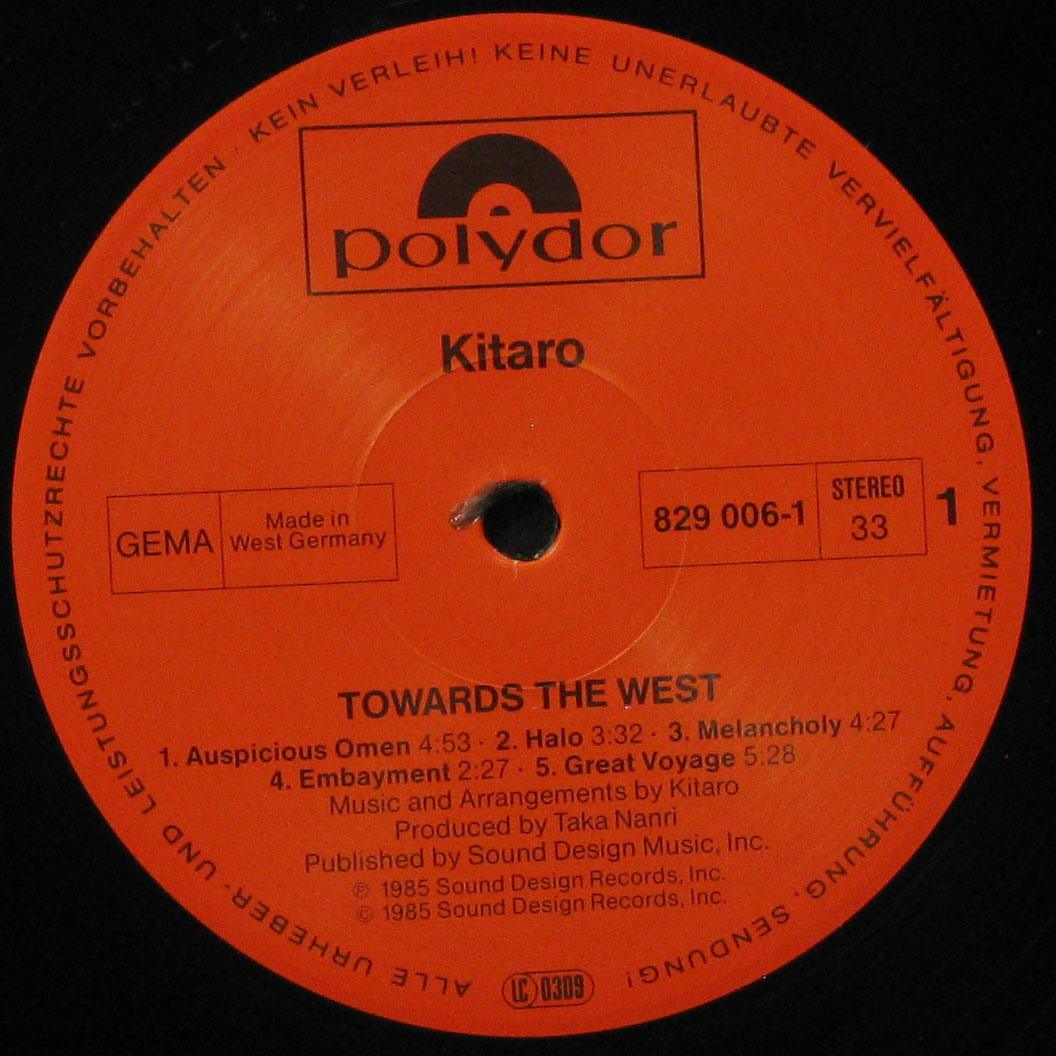 ALLE URHEBER- UND LEISTUNGSSCHUTZRECHTE VORBEHALTEN · KEIN VERLEIH! KEINE UNERLAUBTE VERVIELFÄLTIGUNG, VERMIETUNG, AUFFÜHRUNG, SENDUNG!
polydor
Kitaro
GEMA
Made in
West Germany
829 006-1
STEREO
33
1
TOWARDS THE WEST
1. Auspicious Omen 4:53 · 2. Halo 3:32 · 3. Melancholy 4:27
4. Embayment 2:27 · 5. Great Voyage 5:28
Music and Arrangements by Kitaro
Produced by Taka Nanri
Published by Sound Design Music, Inc.
℗ 1985 Sound Design Records, Inc.
© 1985 Sound Design Records, Inc.
LC 0309